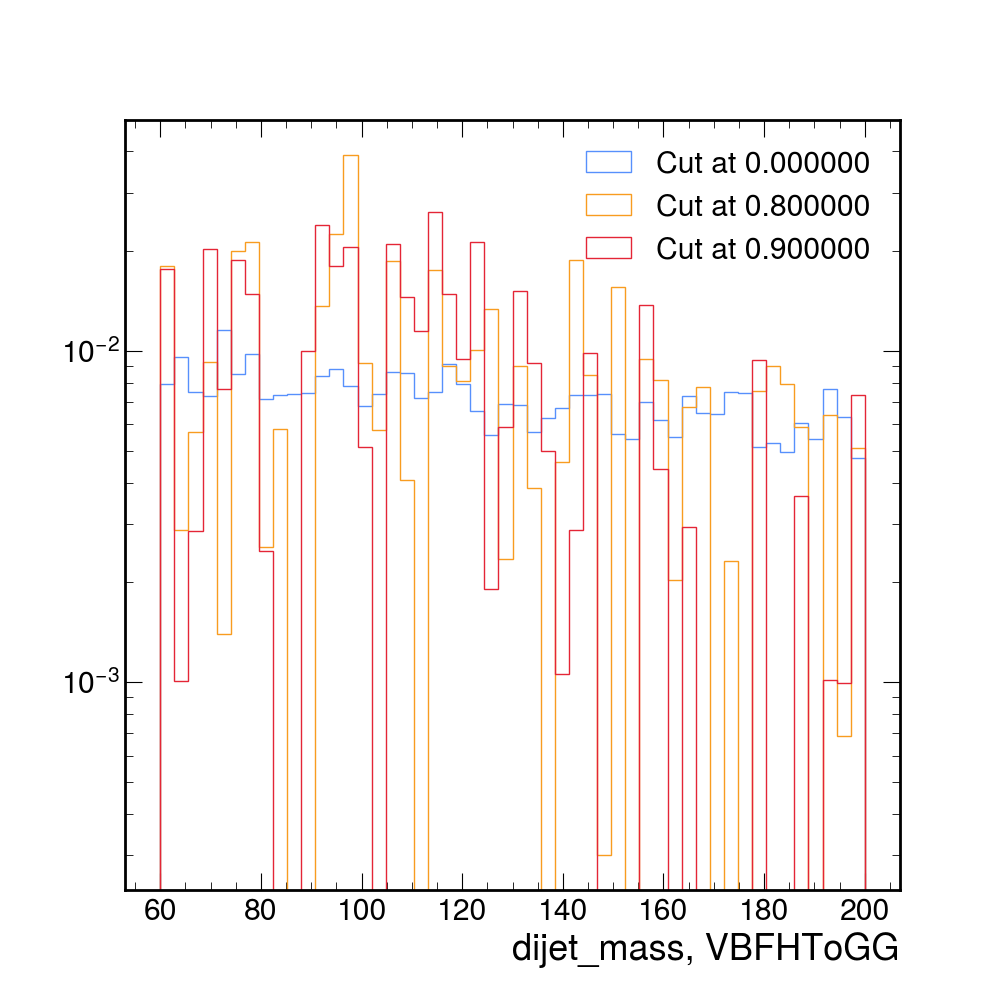 Cut at 0.000000
Cut at 0.800000
Cut at 0.900000
10−2
10−3
60 80 100 120 140 160 180 200
dijet_mass, VBFHToGG